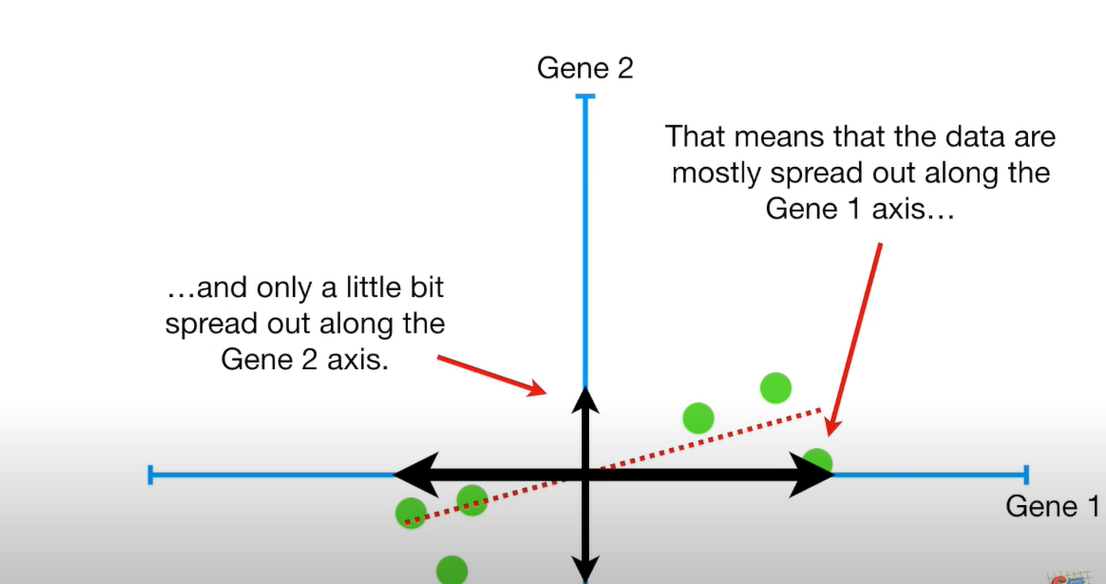 Gene 2
That means that the data are
mostly spread out along the
Gene 1 axis…
…and only a little bit
spread out along the
Gene 2 axis.
Gene 1